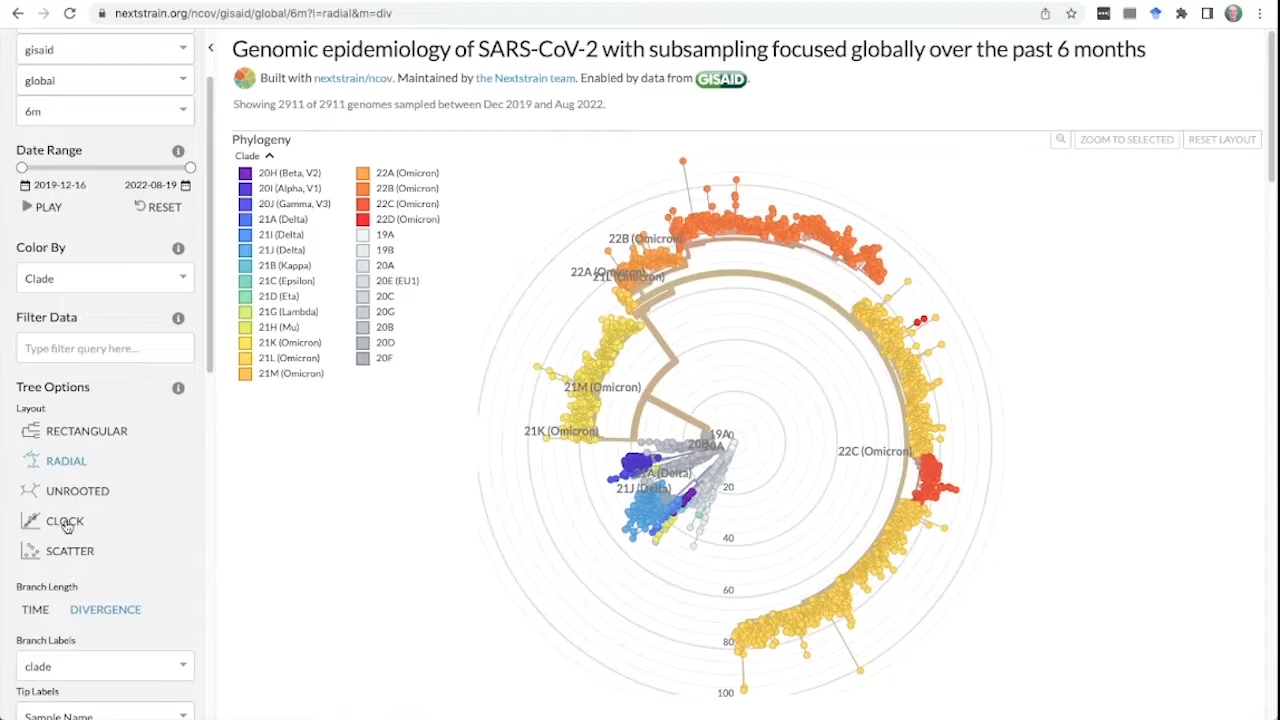 nextstrain.org/ncov/gisaid/global/6m?l=radial&m=div
gisaid
global
6m
Date Range
2019-12-16 2022-08-19
PLAY RESET
Color By
Clade
Filter Data
Type filter query here...
Tree Options
Layout
RECTANGULAR
RADIAL
UNROOTED
CLOCK
SCATTER
Branch Length
TIME DIVERGENCE
Branch Labels
clade
Tip Labels
Sample Name
Genomic epidemiology of SARS-CoV-2 with subsampling focused globally over the past 6 months
Built with nextstrain/ncov. Maintained by the Nextstrain team. Enabled by data from GISAID.
Showing 2911 of 2911 genomes sampled between Dec 2019 and Aug 2022.
Phylogeny
ZOOM TO SELECTED RESET LAYOUT
Clade
20H (Beta, V2)
20I (Alpha, V1)
20J (Gamma, V3)
21A (Delta)
21I (Delta)
21J (Delta)
21B (Kappa)
21C (Epsilon)
21D (Eta)
21G (Lambda)
21H (Mu)
21K (Omicron)
21L (Omicron)
21M (Omicron)
22A (Omicron)
22B (Omicron)
22C (Omicron)
22D (Omicron)
19A
19B
20A
20E (EU1)
20C
20G
20B
20D
20F
22B (Omicron)
22A (Omicron)
21L (Omicron)
21M (Omicron)
21K (Omicron)
19A 0
20B
20A
22C (Omicron)
21A (Delta)
21J (Delta)
20
40
60
80
100